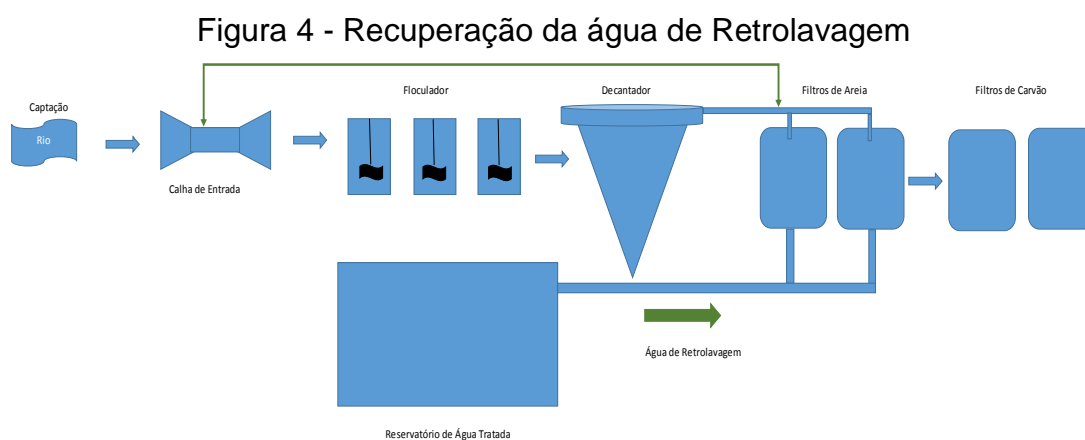 Figura 4 - Recuperação da água de Retrolavagem
Captação
Rio
Calha de Entrada
Floculador
Decantador
Filtros de Areia
Filtros de Carvão
Água de Retrolavagem
Reservatório de Água Tratada